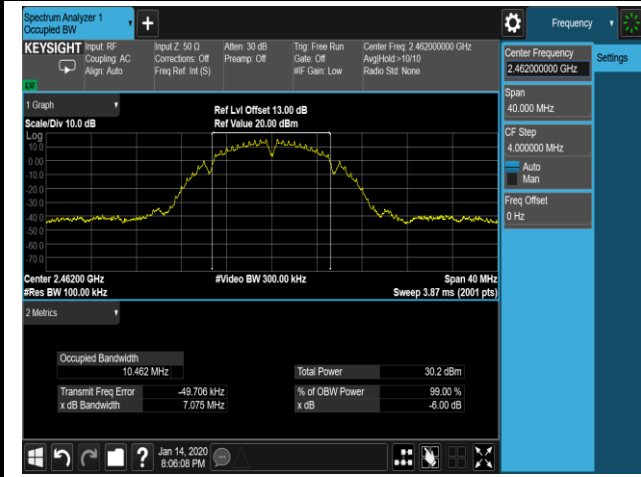 Spectrum Analyzer 1
Occupied BW
Frequency
KEYSIGHT
Input: RF
Coupling: AC
Align: Auto
Input Z: 50 Ω
Corrections: Off
Freq Ref: Int (S)
Atten: 30 dB
Preamp: Off
Trig: Free Run
Gate: Off
#IF Gain: Low
Center Freq: 2.462000000 GHz
Avg|Hold:>10/10
Radio Std: None
Center Frequency
2.462000000 GHz
Settings
Span
40.000 MHz
CF Step
4.000000 MHz
Auto
Man
Freq Offset
0 Hz
1 Graph
Scale/Div 10.0 dB
Ref Lvl Offset 13.00 dB
Ref Value 20.00 dBm
Log
10.0
0.00
-10.0
-20.0
-30.0
-40.0
-50.0
-60.0
-70.0
Center 2.46200 GHz
#Res BW 100.00 kHz
#Video BW 300.00 kHz
Span 40 MHz
Sweep 3.87 ms (2001 pts)
2 Metrics
Occupied Bandwidth
10.462 MHz
Total Power 30.2 dBm
Transmit Freq Error -49.706 kHz
% of OBW Power 99.00 %
x dB Bandwidth 7.075 MHz
x dB -6.00 dB
Jan 14, 2020
8:06:08 PM